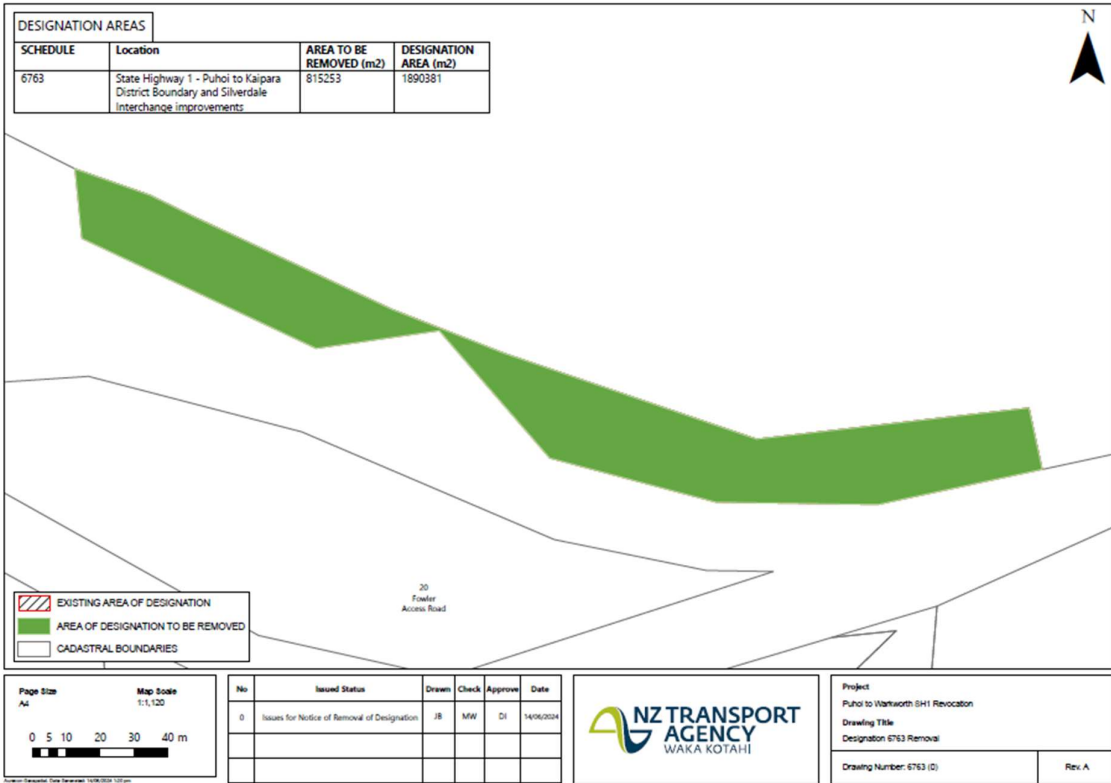 DESIGNATION AREAS
N
SCHEDULE Location AREA TO BE REMOVED (m2) DESIGNATION AREA (m2)
6763 State Highway 1 - Puhoi to Kaipara 815253 1890381
District Boundary and Silverdale
Interchange improvements
20
Fowler
Access Road
EXISTING AREA OF DESIGNATION
AREA OF DESIGNATION TO BE REMOVED
CADASTRAL BOUNDARIES
Page Size Map Scale
A4 1:1,120
0 5 10 20 30 40 m
No Issued Status Drawn Check Approve Date
0 Issues for Notice of Removal of Designation JB MW DI 14/06/2024
NZ TRANSPORT
AGENCY
WAKA KOTAHI
Project
Puhoi to Warkworth SH1 Revocation
Drawing Title
Designation 6763 Removal
Drawing Number: 6763 (0) Rev. A